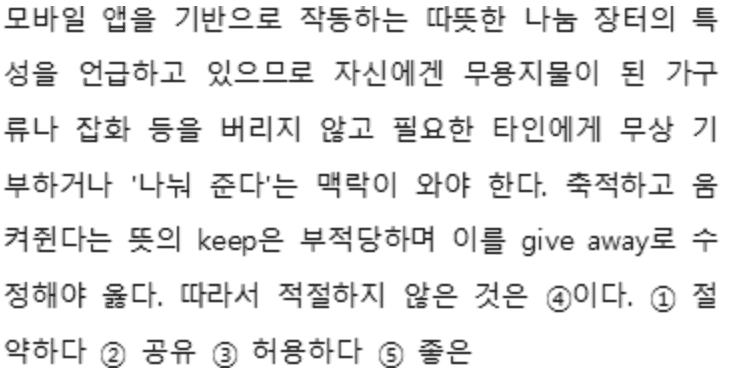 모바일 앱을 기반으로 작동하는 따뜻한 나눔 장터의 특
성을 언급하고 있으므로 자신에겐 무용지물이 된 가구
류나 잡화 등을 버리지 않고 필요한 타인에게 무상 기
부하거나 '나눠 준다'는 맥락이 와야 한다. 축적하고 움
켜쥔다는 뜻의 keep은 부적당하며 이를 give away로 수
정해야 옳다. 따라서 적절하지 않은 것은 ④이다. ① 절
약하다 ② 공유 ③ 허용하다 ⑤ 좋은